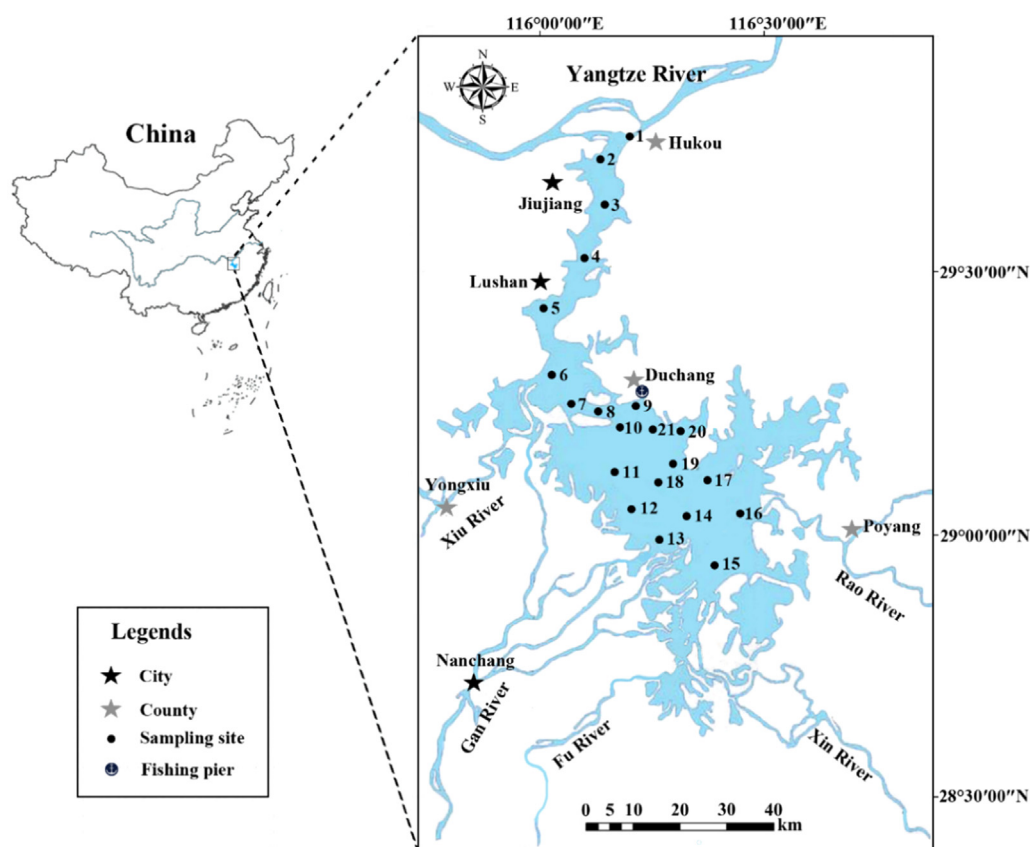 116°00′00″E
116°30′00″E
N
W
E
S
Yangtze River
China
1
Hukou
2
Jiujiang
3
4
29°30′00″N
Lushan
5
6
Duchang
7
8
9
10
21
20
19
11
18
17
Yongxiu
12
14
16
Poyang
Xiu River
13
29°00′00″N
15
Rao River
Legends
City
County
Sampling site
Fishing pier
Nanchang
Gan River
Fu River
Xin River
28°30′00″N
0 5 10 20 30 40
km